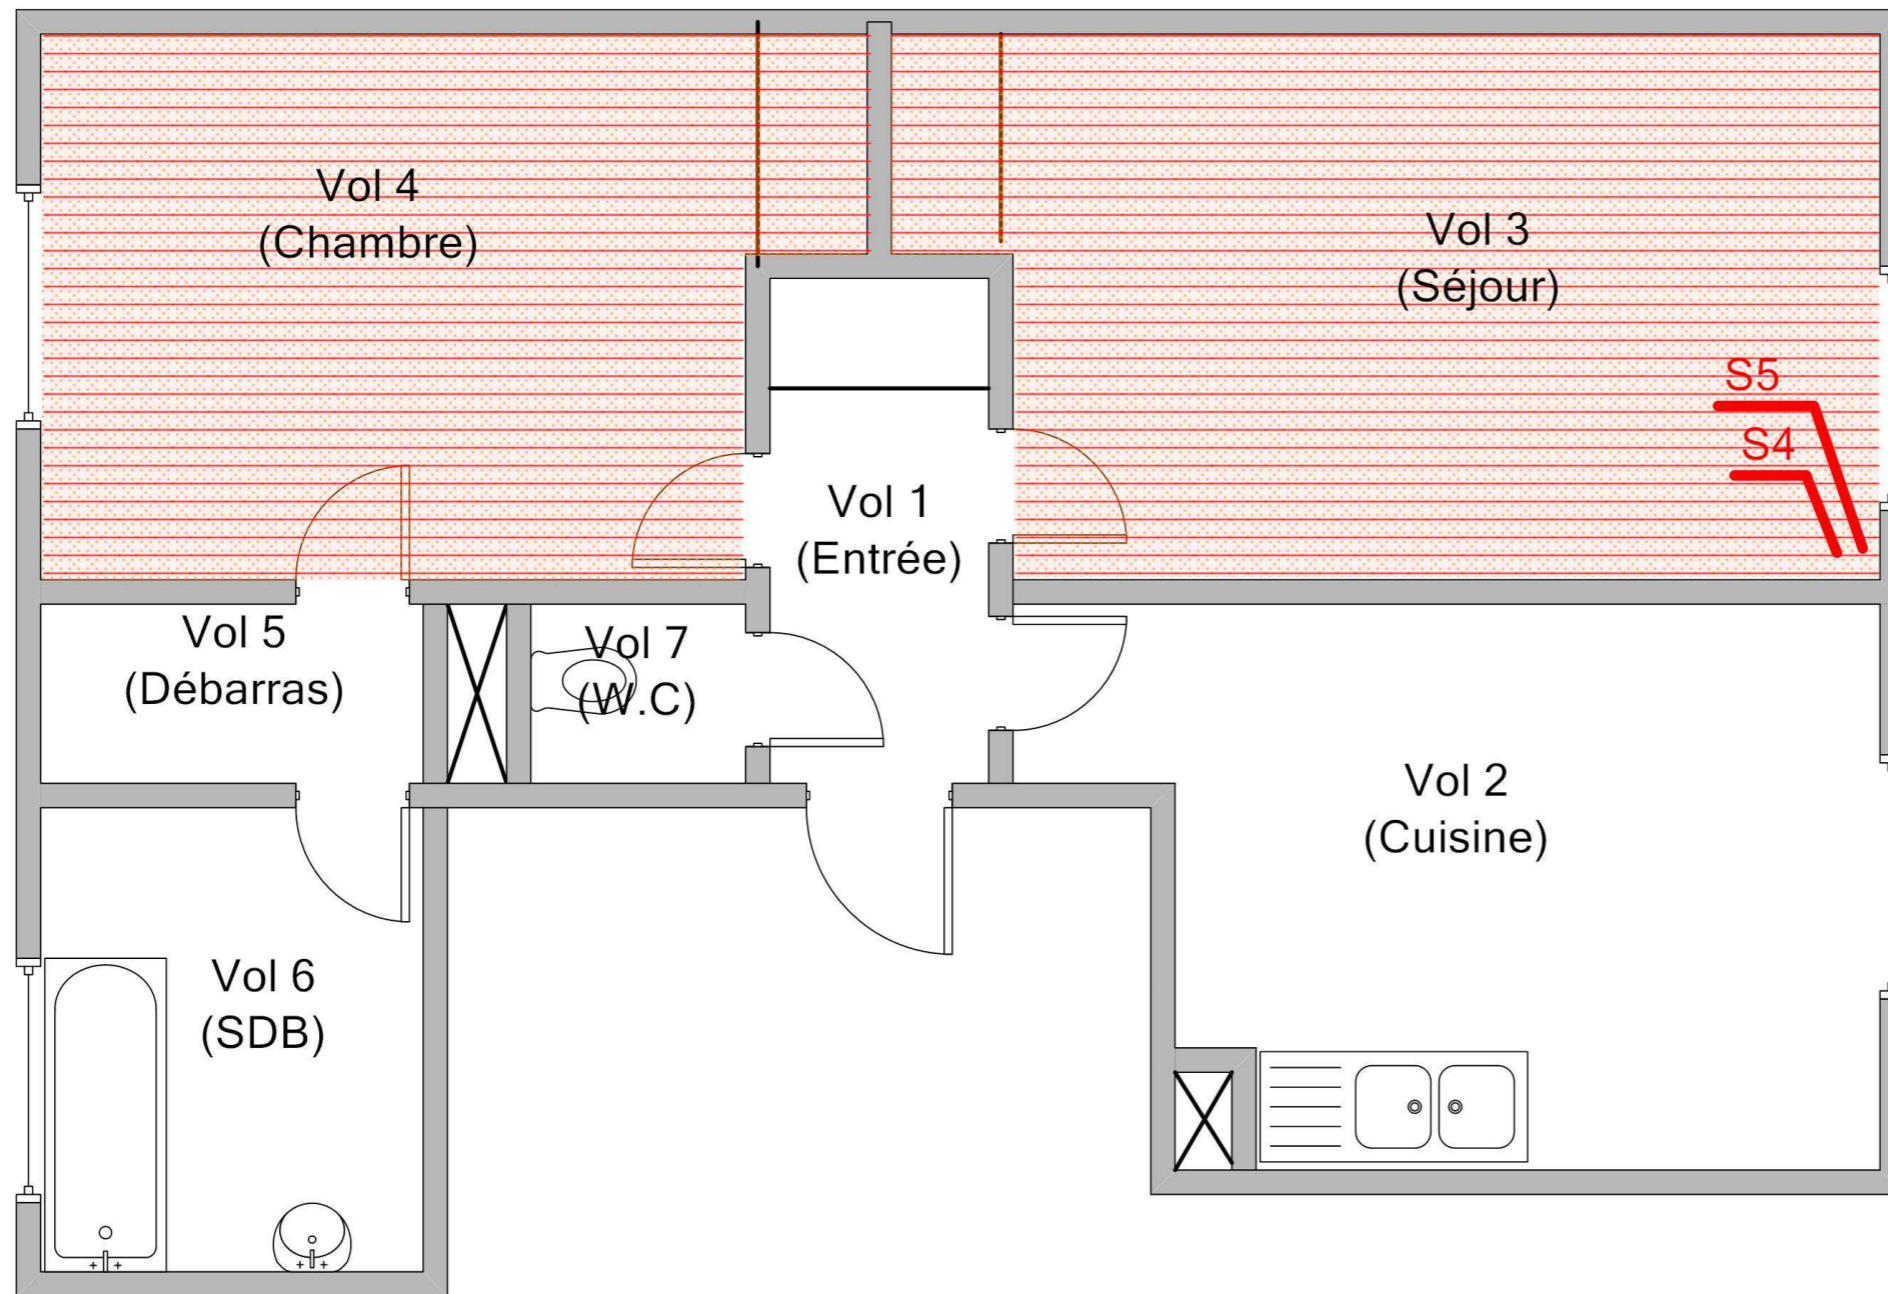 Vol 4
(Chambre)
Vol 3
(Séjour)
S5
S4
Vol 1
(Entrée)
Vol 5
(Débarras)
Vol 7
(W.C)
Vol 2
(Cuisine)
Vol 6
(SDB)